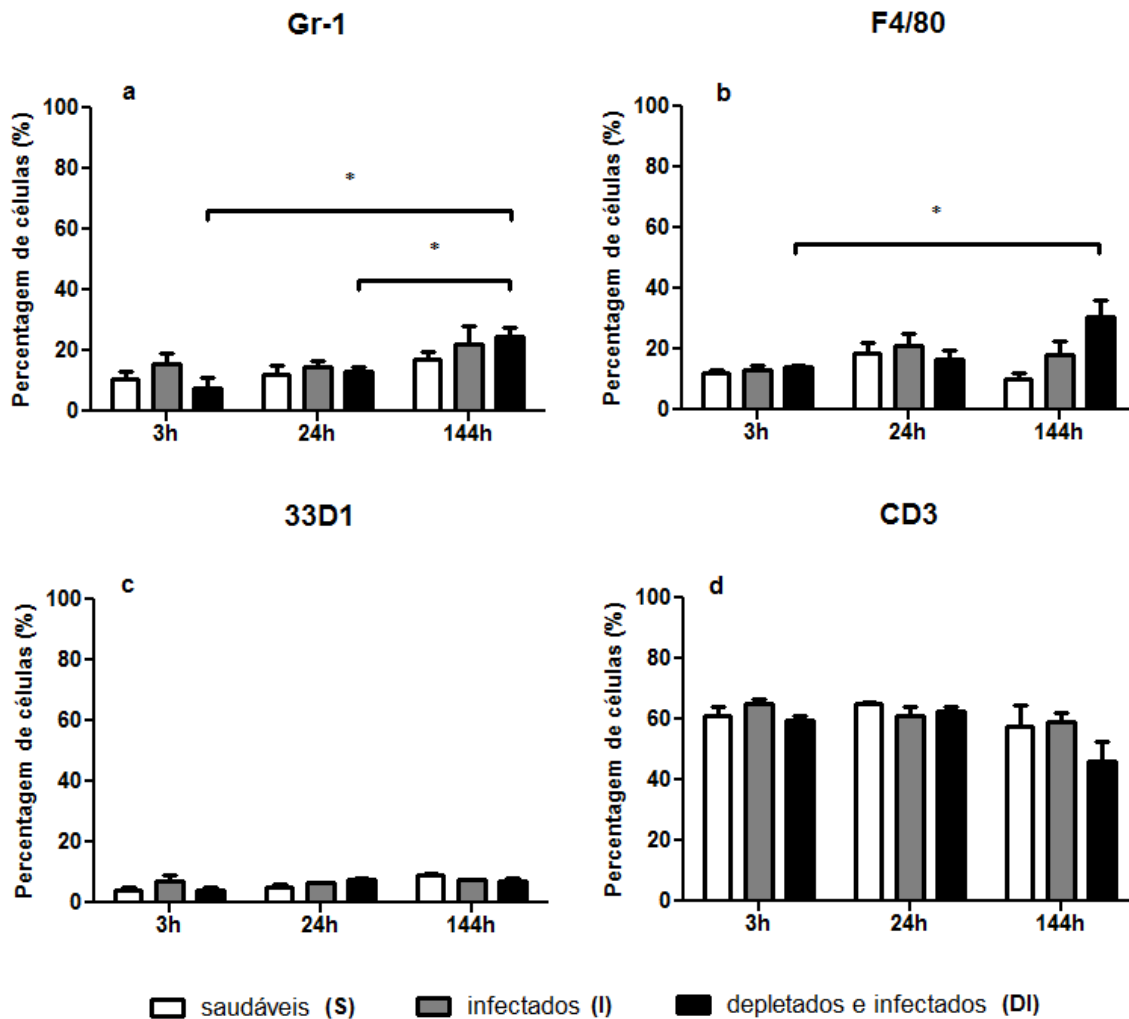 Gr-1
a
Percentagem de células (%)
100
80
60
40
20
0
*
*
3h 24h 144h
F4/80
b
Percentagem de células (%)
100
80
60
40
20
0
*
3h 24h 144h
33D1
c
Percentagem de células (%)
100
80
60
40
20
0
3h 24h 144h
CD3
d
Percentagem de células (%)
100
80
60
40
20
0
3h 24h 144h
saudáveis (S) infectados (I) depletados e infectados (DI)